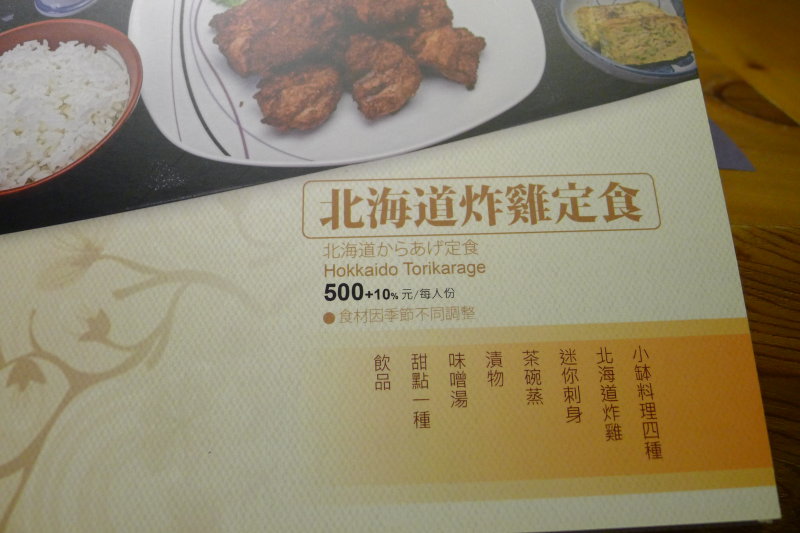 北海道炸雞定食
北海道からあげ定食
Hokkaido Torikarage
500+10% 元/每人份
●食材因季節不同調整
小缽料理四種
北海道炸雞
迷你刺身
茶碗蒸
漬物
味噌湯
甜點一種
飲品